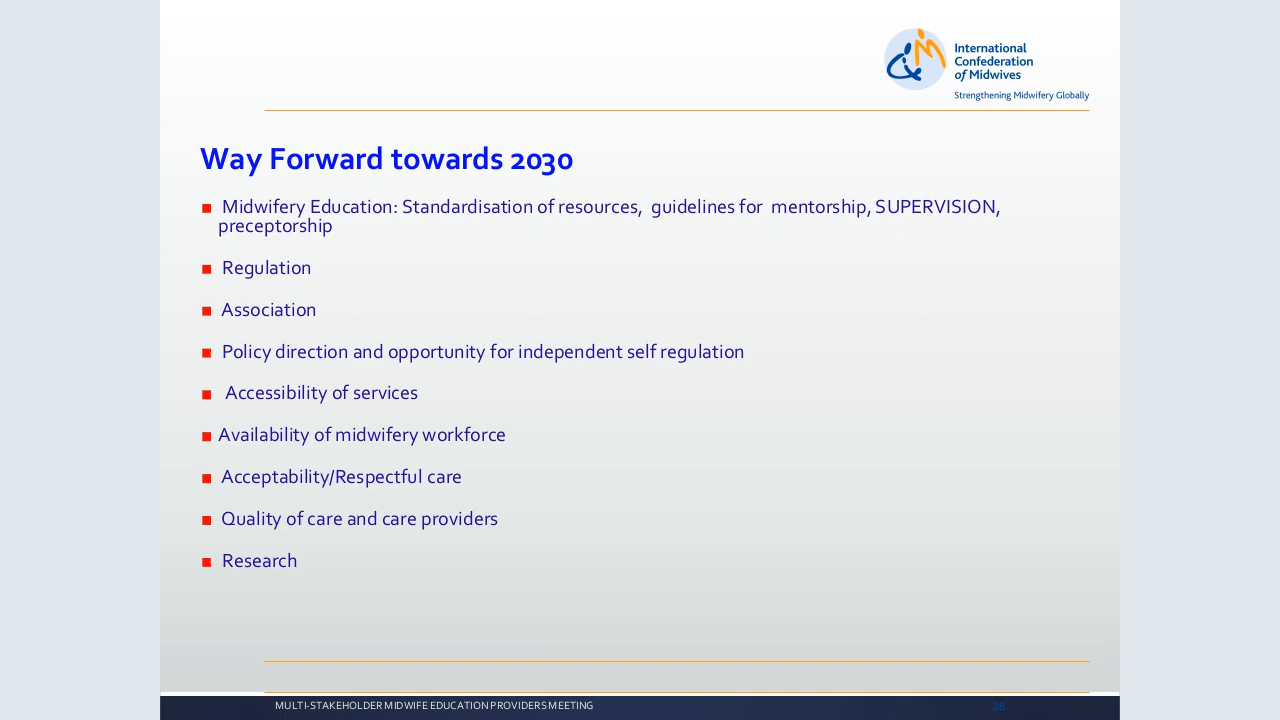 International
Confederation
of Midwives
Strengthening Midwifery Globally
Way Forward towards 2030
Midwifery Education: Standardisation of resources, guidelines for mentorship, SUPERVISION,
preceptorship
Regulation
Association
Policy direction and opportunity for independent self regulation
Accessibility of services
Availability of midwifery workforce
Acceptability/Respectful care
Quality of care and care providers
Research
MULTI-STAKEHOLDER MIDWIFE EDUCATION PROVIDERS MEETING
28